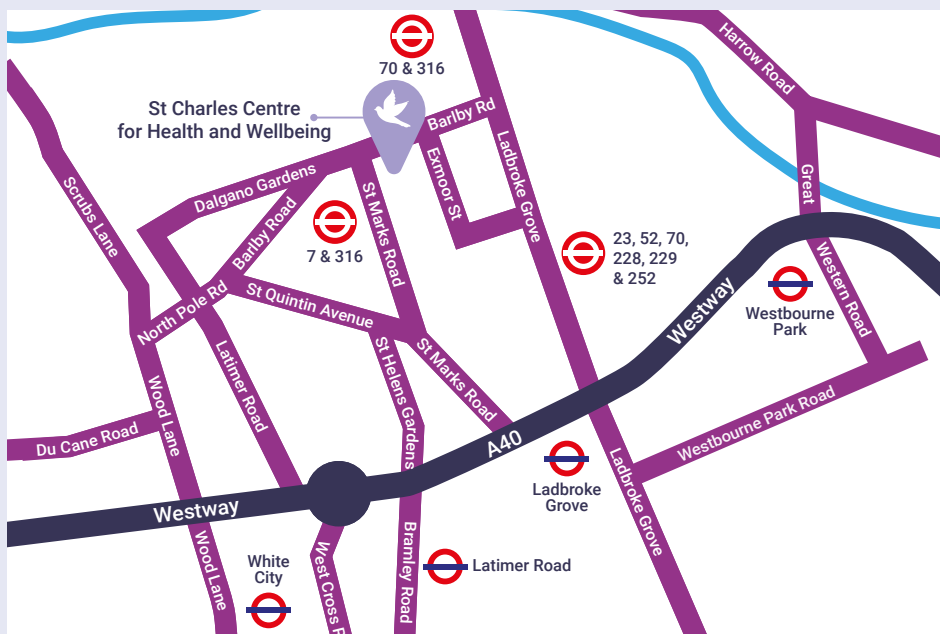 70 & 316
Harrow Road
St Charles Centre
for Health and Wellbeing
Barlby Rd
Ladbroke Grove
Exmoor St
Great
Scrubs Lane
Dalgano Gardens
St Marks Road
Barlby Road
7 & 316
23, 52, 70,
228, 229
& 252
Western Road
Westway
Westbourne
Park
North Pole Rd
St Quintin Avenue
Latimer Road
St Helens Gardens
St Marks Road
Wood Lane
Du Cane Road
Westbourne Park Road
A40
Ladbroke
Grove
Ladbroke Grove
Westway
Wood Lane
White
City
West Cross R
Bramley Road
Latimer Road